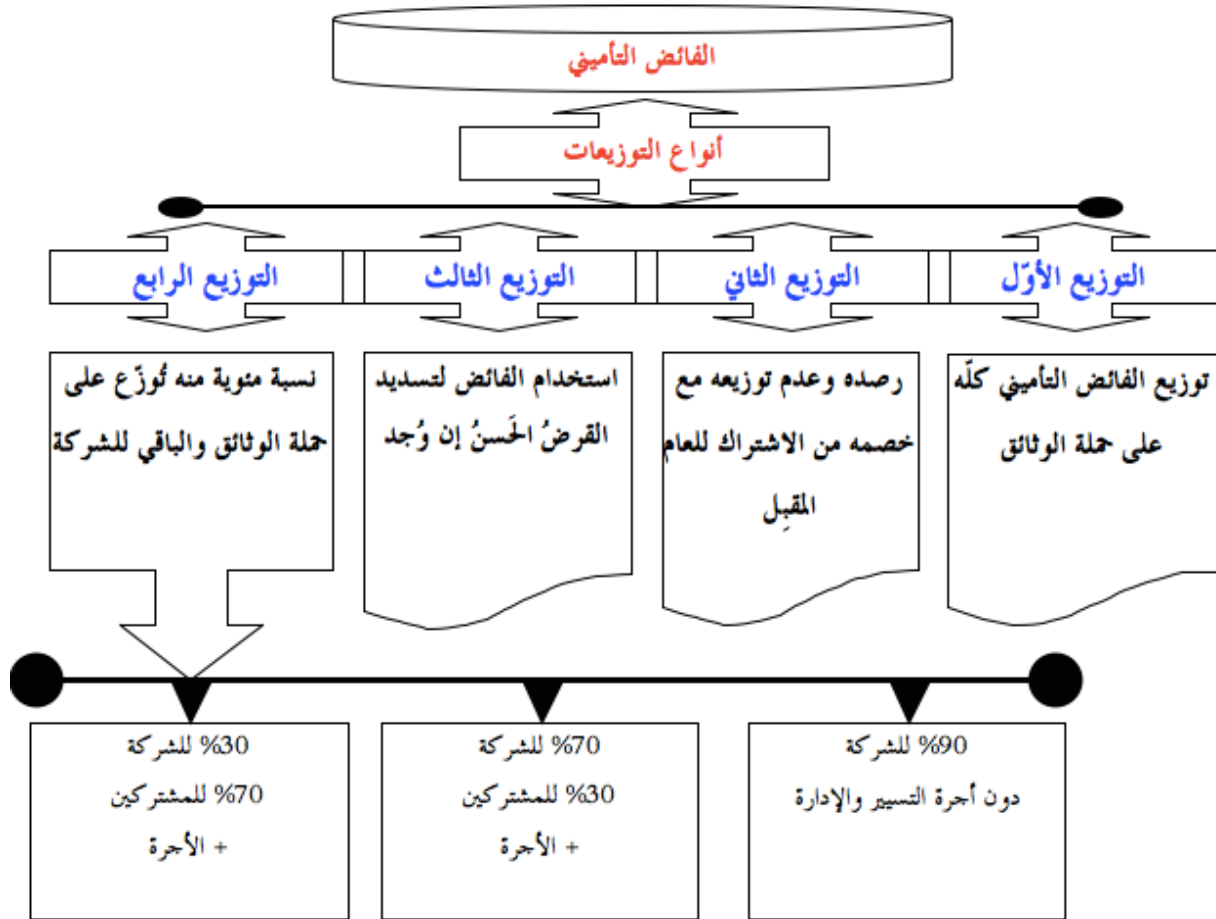 الفائض التأميني
أنواع التوزيعات
التوزيع الأوّل
التوزيع الثاني
التوزيع الثالث
التوزيع الرابع
توزيع الفائض التأميني كلّه
على حملة الوثائق
رصده وعدم توزيعه مع
خصمه من الاشتراك للعام
المقبِل
استخدام الفائض لتسديد
القرضُ الحَسنُ إن وُجد
نسبة مئوية منه تُوزّع على
حملة الوثائق والباقي للشركة
90% للشركة
دون أجرة التسيير والإدارة
70% للشركة
30% للمشتركين
+ الأجرة
30% للشركة
70% للمشتركين
+ الأجرة